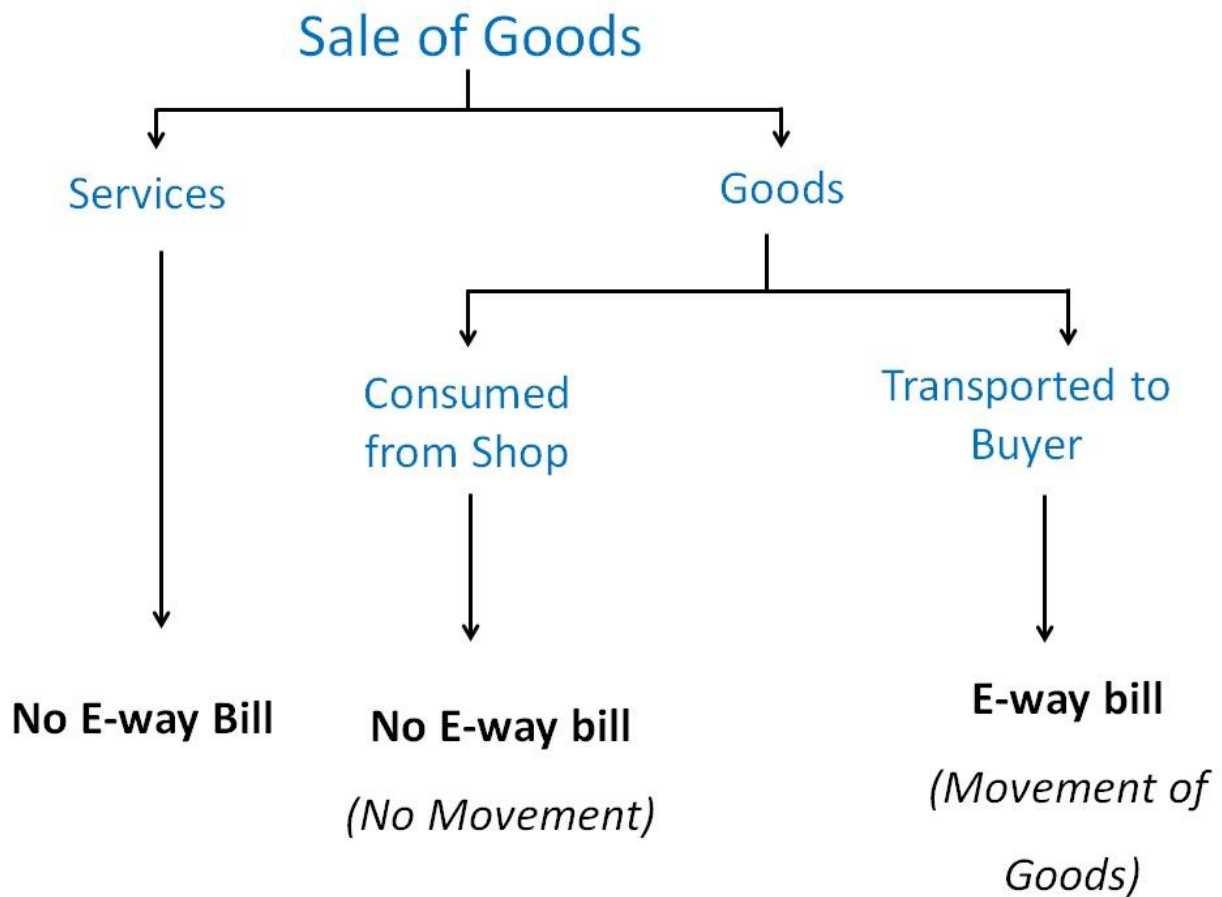 Sale of Goods
Services
Goods
Consumed
from Shop
Transported to
Buyer
No E-way Bill
No E-way bill
(No Movement)
E-way bill
(Movement of
Goods)